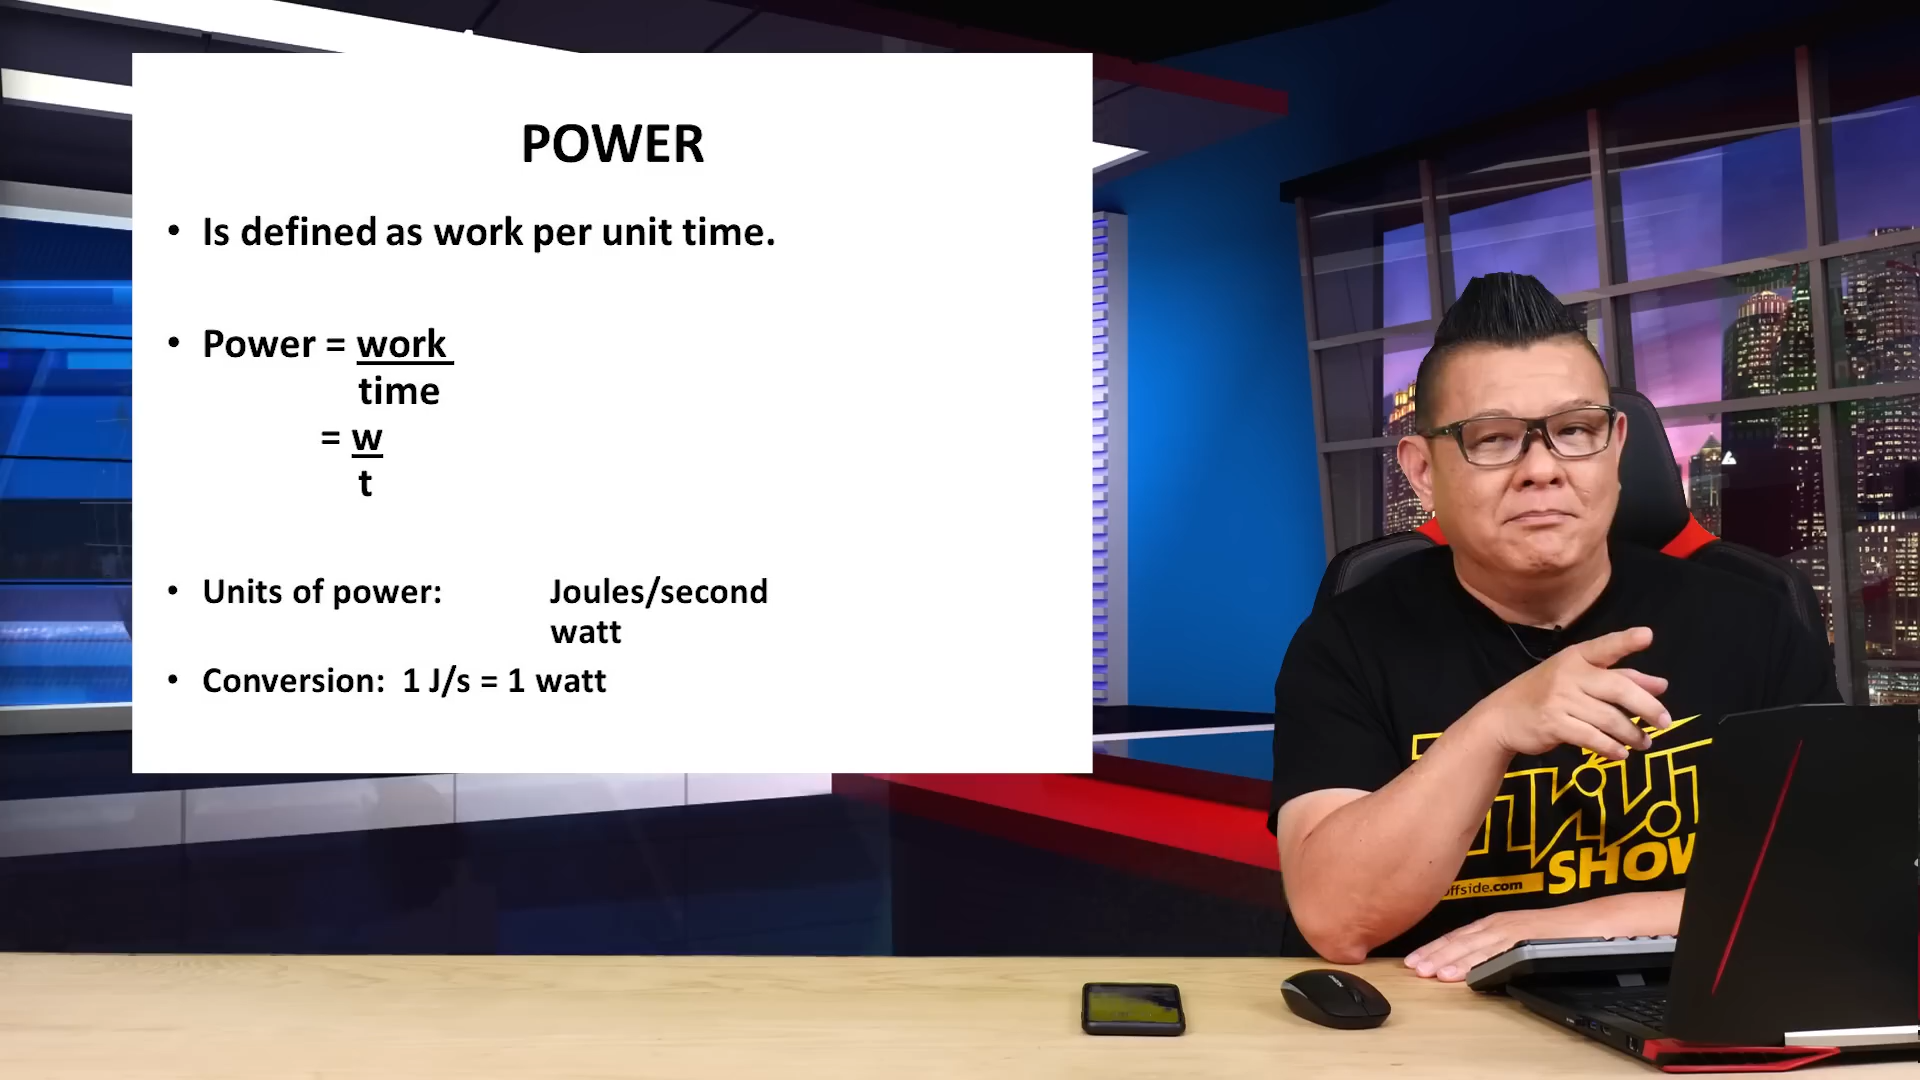 POWER
• Is defined as work per unit time.
• Power = work
time
= w
t
• Units of power: Joules/second
watt
• Conversion: 1 J/s = 1 watt
SHOW
offside.com